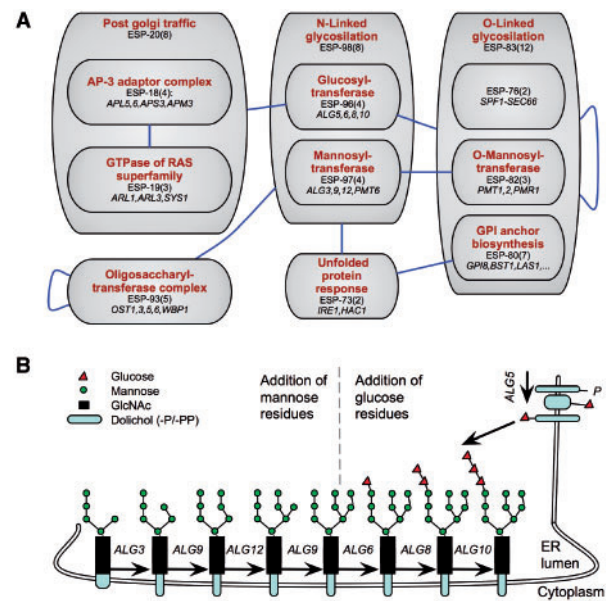 A
Post golgi traffic
ESP-20(8)
AP-3 adaptor complex
ESP-18(4):
APL5,6,APS3,APM3
GTPase of RAS
superfamily
ESP-19(3)
ARL1,ARL3,SYS1
N-Linked
glycosilation
ESP-98(8)
Glucosyl-
transferase
ESP-96(4)
ALG5,6,8,10
Mannosyl-
transferase
ESP-97(4)
ALG3,9,12,PMT6
O-Linked
glycosilation
ESP-83(12)
ESP-76(2)
SPF1-SEC66
O-Mannosyl-
transferase
ESP-82(3)
PMT1,2,PMR1
GPI anchor
biosynthesis
ESP-80(7)
GPI8,BST1,LAS1,...
Oligosaccharyl-
transferase complex
ESP-93(5)
OST1,3,5,6,WBP1
Unfolded
protein
response
ESP-73(2)
IRE1,HAC1
B
Glucose
Mannose
GlcNAc
Dolichol (-P/-PP)
Addition of
mannose
residues
Addition of
glucose
residues
ALG5
P
ALG3
ALG9
ALG12
ALG9
ALG6
ALG8
ALG10
ER
lumen
Cytoplasm